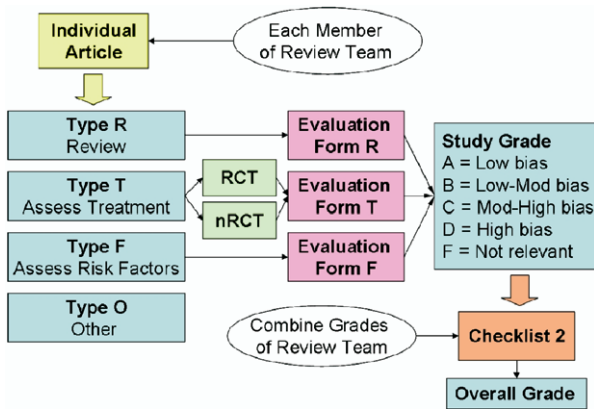 Individual
Article
Each Member
of Review Team
Type R
Review
Evaluation
Form R
Type T
Assess Treatment
RCT
nRCT
Evaluation
Form T
Type F
Assess Risk Factors
Evaluation
Form F
Type O
Other
Study Grade
A = Low bias
B = Low-Mod bias
C = Mod-High bias
D = High bias
F = Not relevant
Combine Grades
of Review Team
Checklist 2
Overall Grade